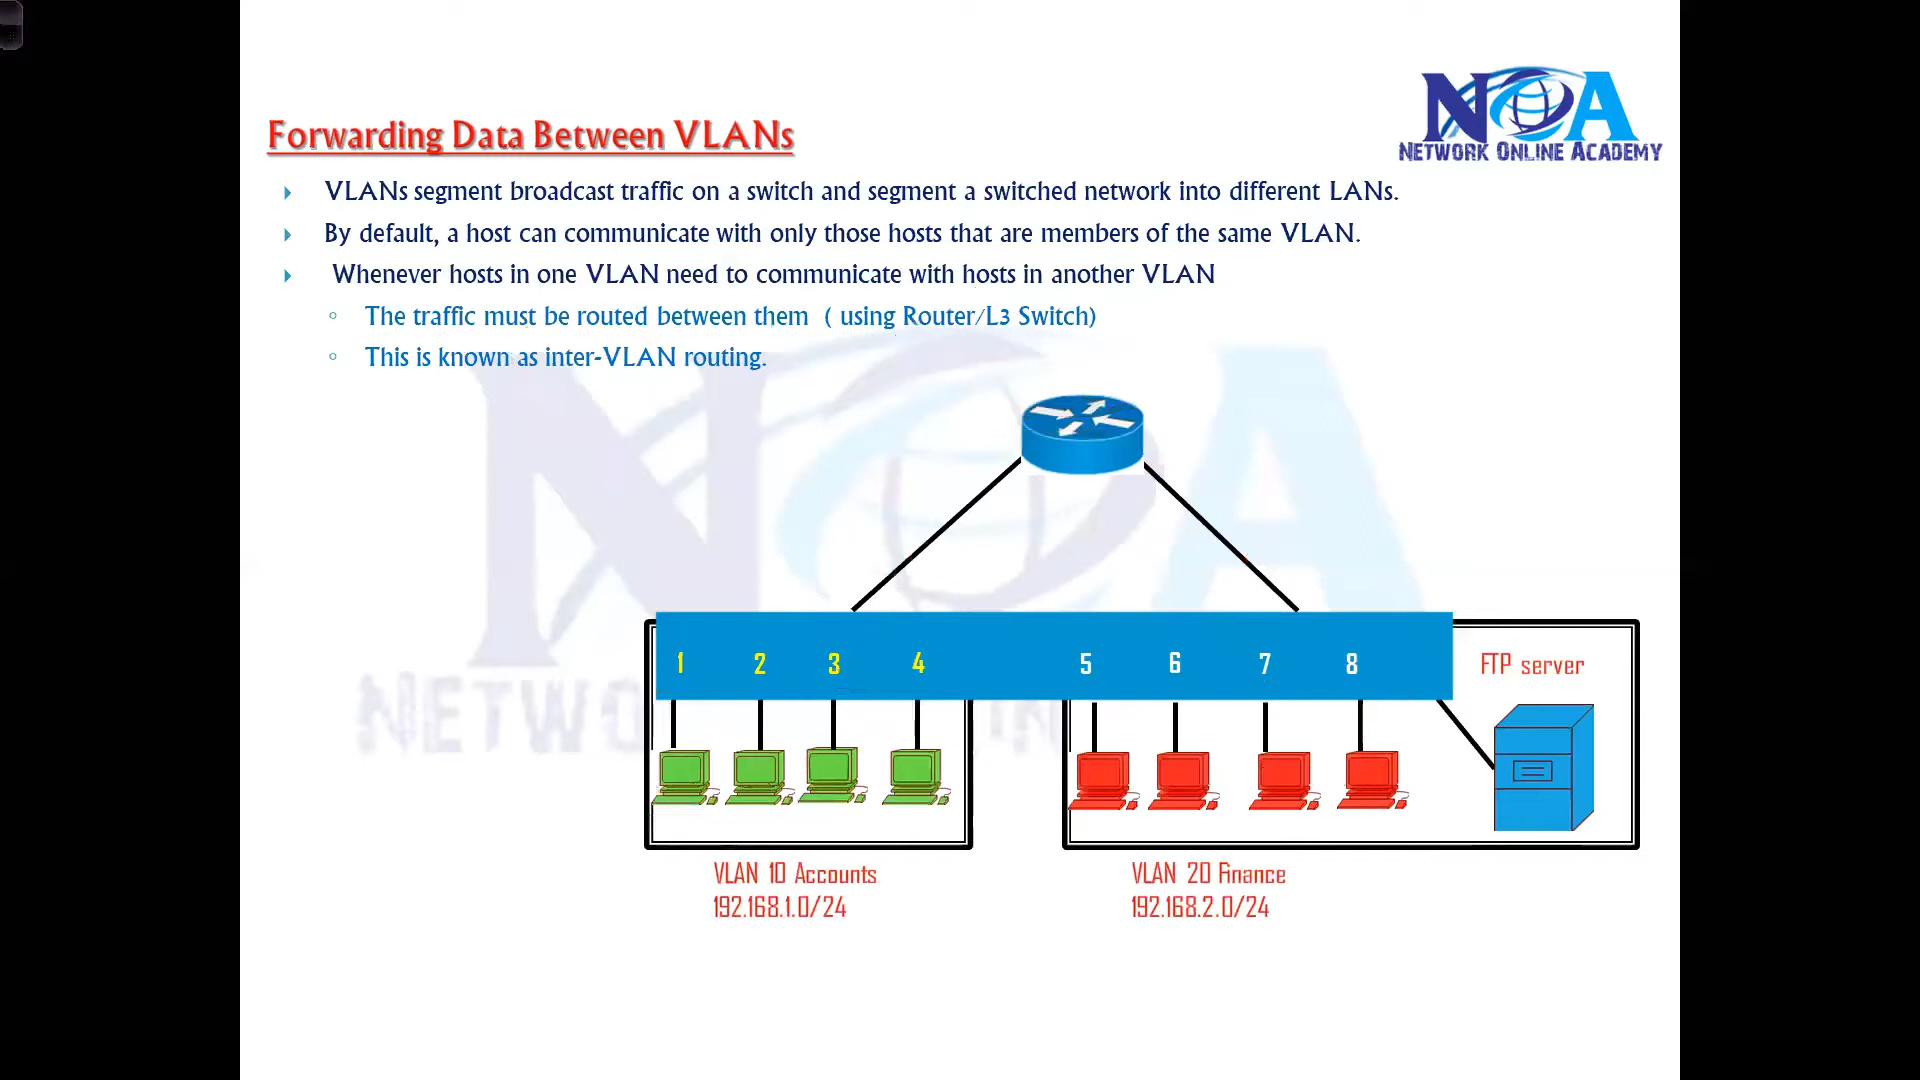 NOA
NETWORK ONLINE ACADEMY
Forwarding Data Between VLANs
VLANs segment broadcast traffic on a switch and segment a switched network into different LANs.
By default, a host can communicate with only those hosts that are members of the same VLAN.
Whenever hosts in one VLAN need to communicate with hosts in another VLAN
The traffic must be routed between them ( using Router/L3 Switch)
This is known as inter-VLAN routing.
1 2 3 4 5 6 7 8
FTP server
VLAN 10 Accounts
192.168.1.0/24
VLAN 20 Finance
192.168.2.0/24